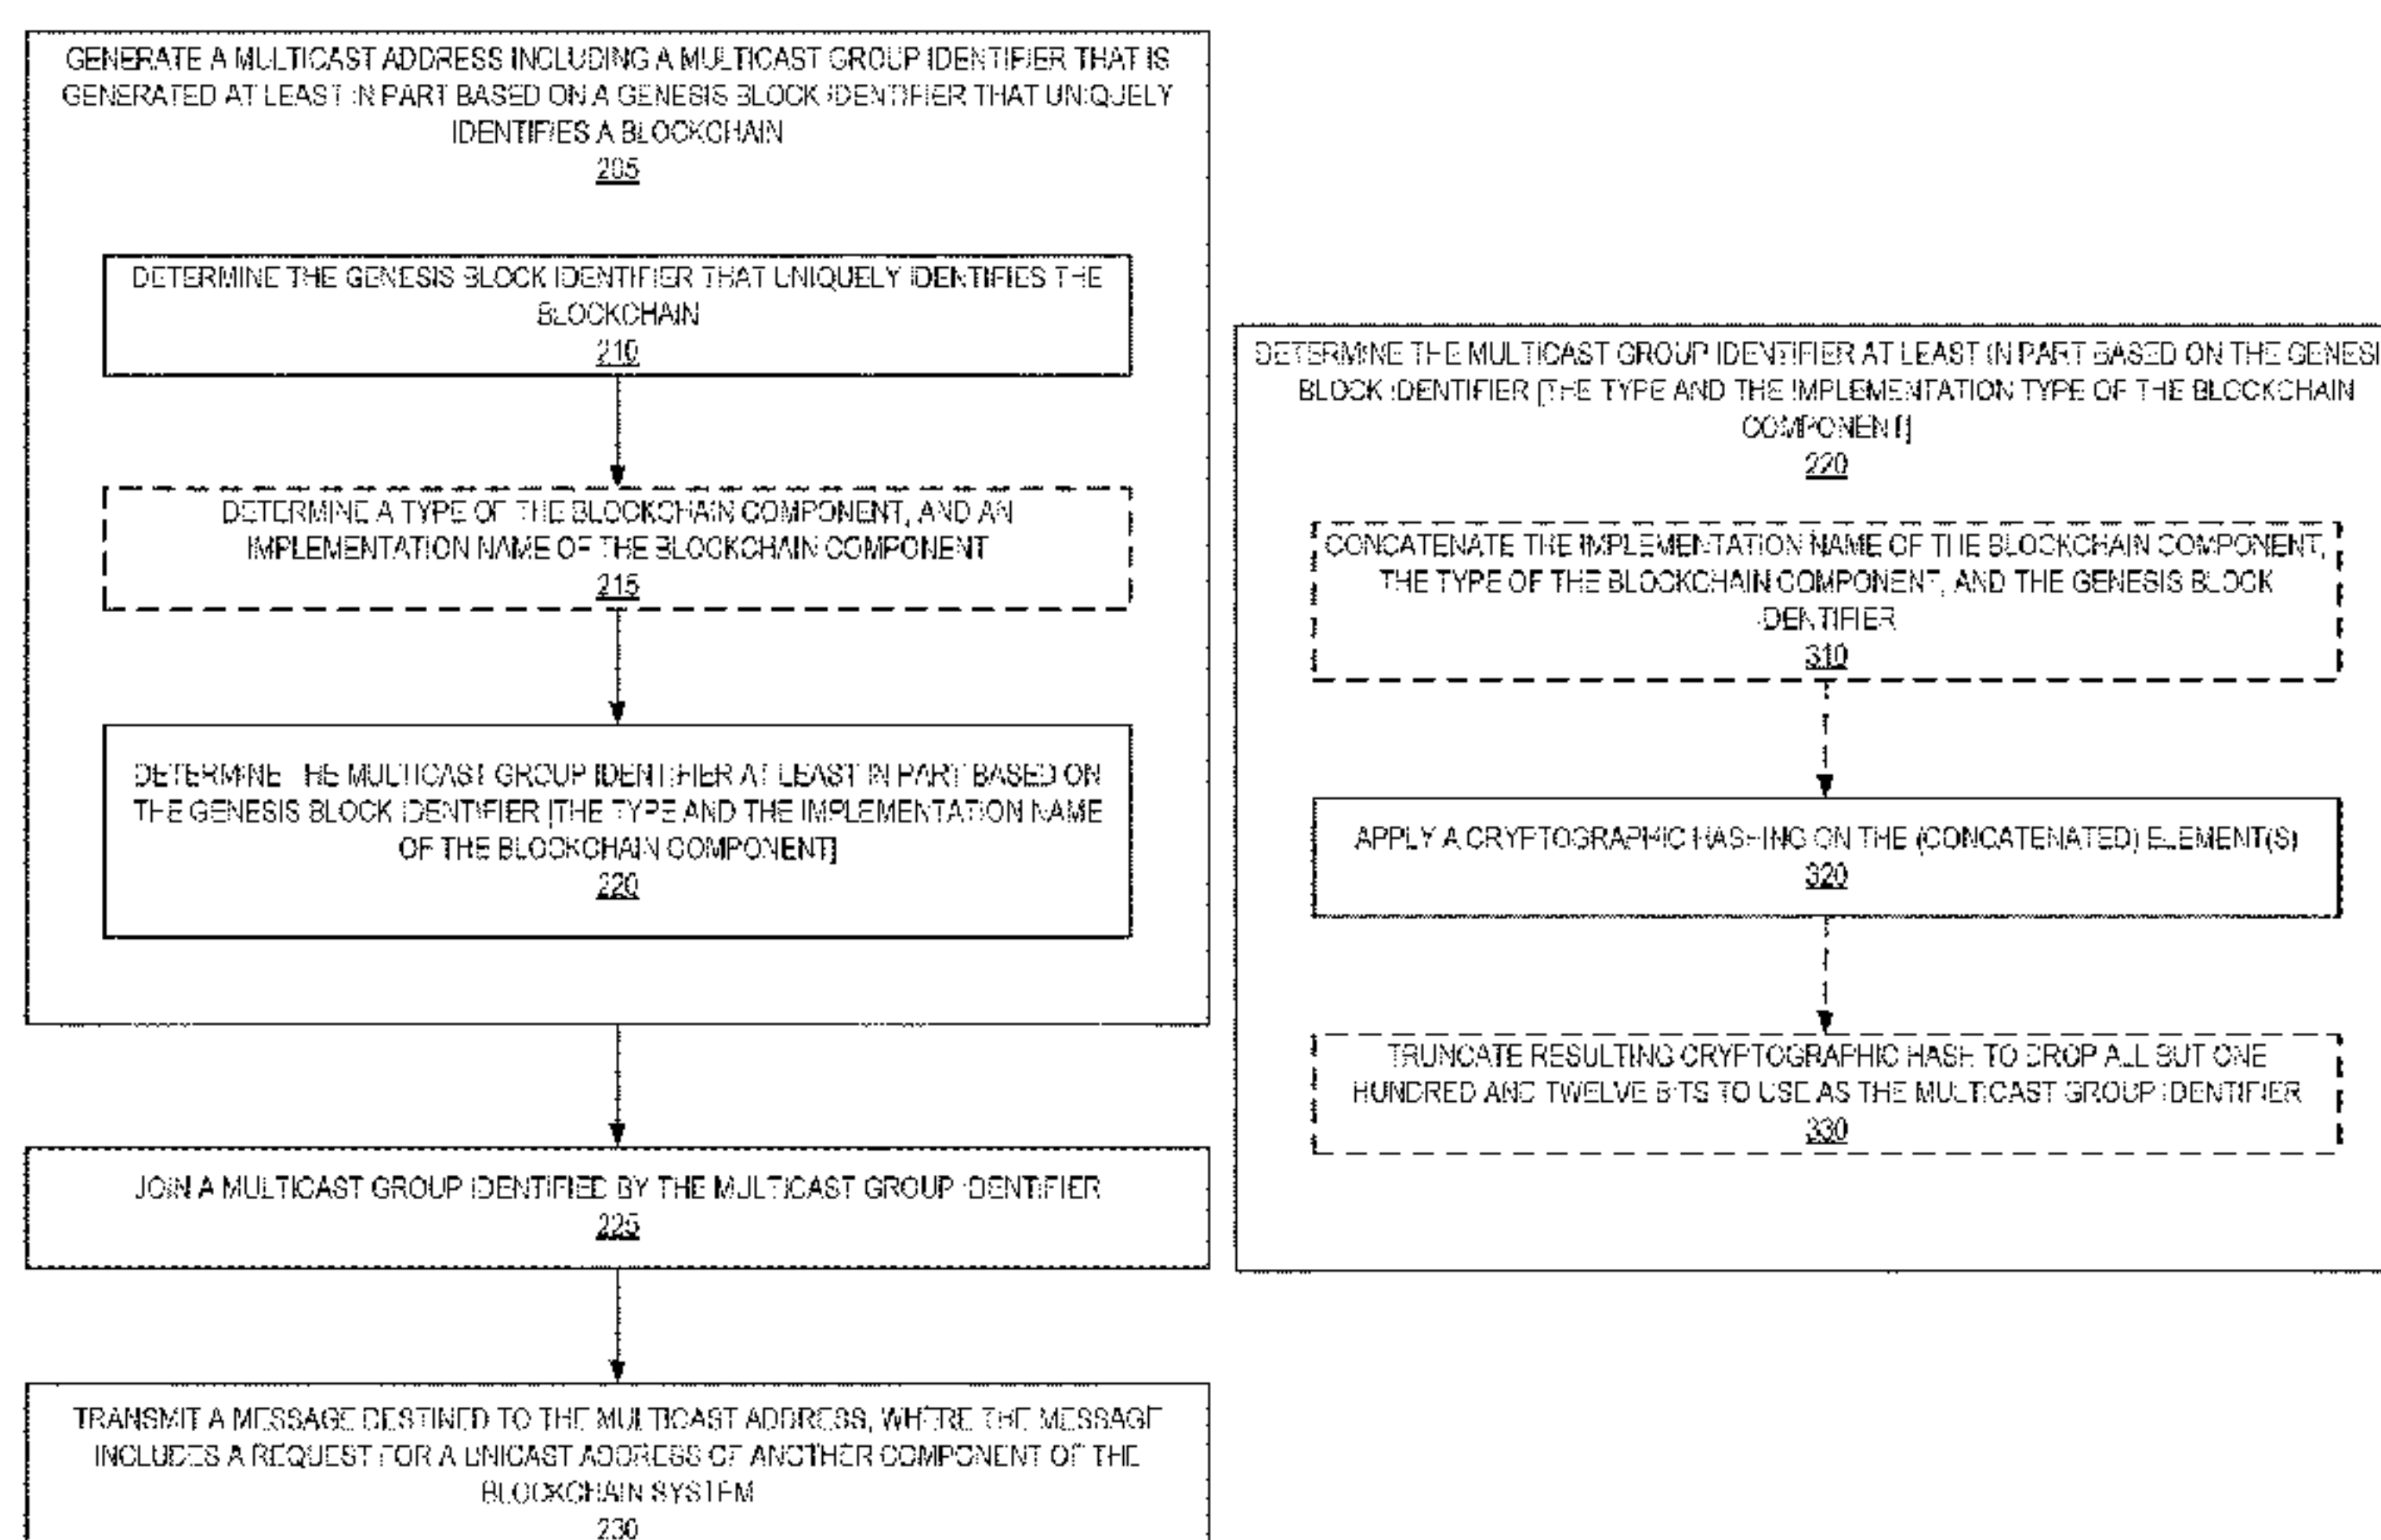 GENERATE A MULTICAST ADDRESS INCLUDING A MULTICAST GROUP IDENTIFIER THAT IS
GENERATED AT LEAST IN PART BASED ON A GENESIS BLOCK IDENTIFIER THAT UNIQUELY
IDENTIFIES A BLOCKCHAIN
205
DETERMINE THE GENESIS BLOCK IDENTIFIER THAT UNIQUELY IDENTIFIES THE
BLOCKCHAIN
210
DETERMINE A TYPE OF THE BLOCKCHAIN COMPONENT, AND AN
IMPLEMENTATION NAME OF THE BLOCKCHAIN COMPONENT
215
DETERMINE THE MULTICAST GROUP IDENTIFIER AT LEAST IN PART BASED ON
THE GENESIS BLOCK IDENTIFIER [THE TYPE AND THE IMPLEMENTATION NAME
OF THE BLOCKCHAIN COMPONENT]
220
JOIN A MULTICAST GROUP IDENTIFIED BY THE MULTICAST GROUP IDENTIFIER
225
TRANSMIT A MESSAGE DESTINED TO THE MULTICAST ADDRESS, WHERE THE MESSAGE
INCLUDES A REQUEST FOR A UNICAST ADDRESS OF ANOTHER COMPONENT OF THE
BLOCKCHAIN SYSTEM
230
DETERMINE THE MULTICAST GROUP IDENTIFIER AT LEAST IN PART BASED ON THE GENESI
BLOCK IDENTIFIER [THE TYPE AND THE IMPLEMENTATION TYPE OF THE BLOCKCHAIN
COMPONENT]
220
CONCATENATE THE IMPLEMENTATION NAME OF THE BLOCKCHAIN COMPONENT,
THE TYPE OF THE BLOCKCHAIN COMPONENT, AND THE GENESIS BLOCK
IDENTIFIER
310
APPLY A CRYPTOGRAPHIC HASHING ON THE (CONCATENATED) ELEMENT(S)
320
TRUNCATE RESULTING CRYPTOGRAPHIC HASH TO DROP ALL BUT ONE
HUNDRED AND TWELVE BITS TO USE AS THE MULTICAST GROUP IDENTIFIER
330